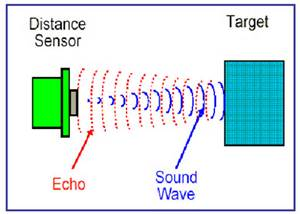 Distance
Sensor
Target
Echo
Sound
Wave